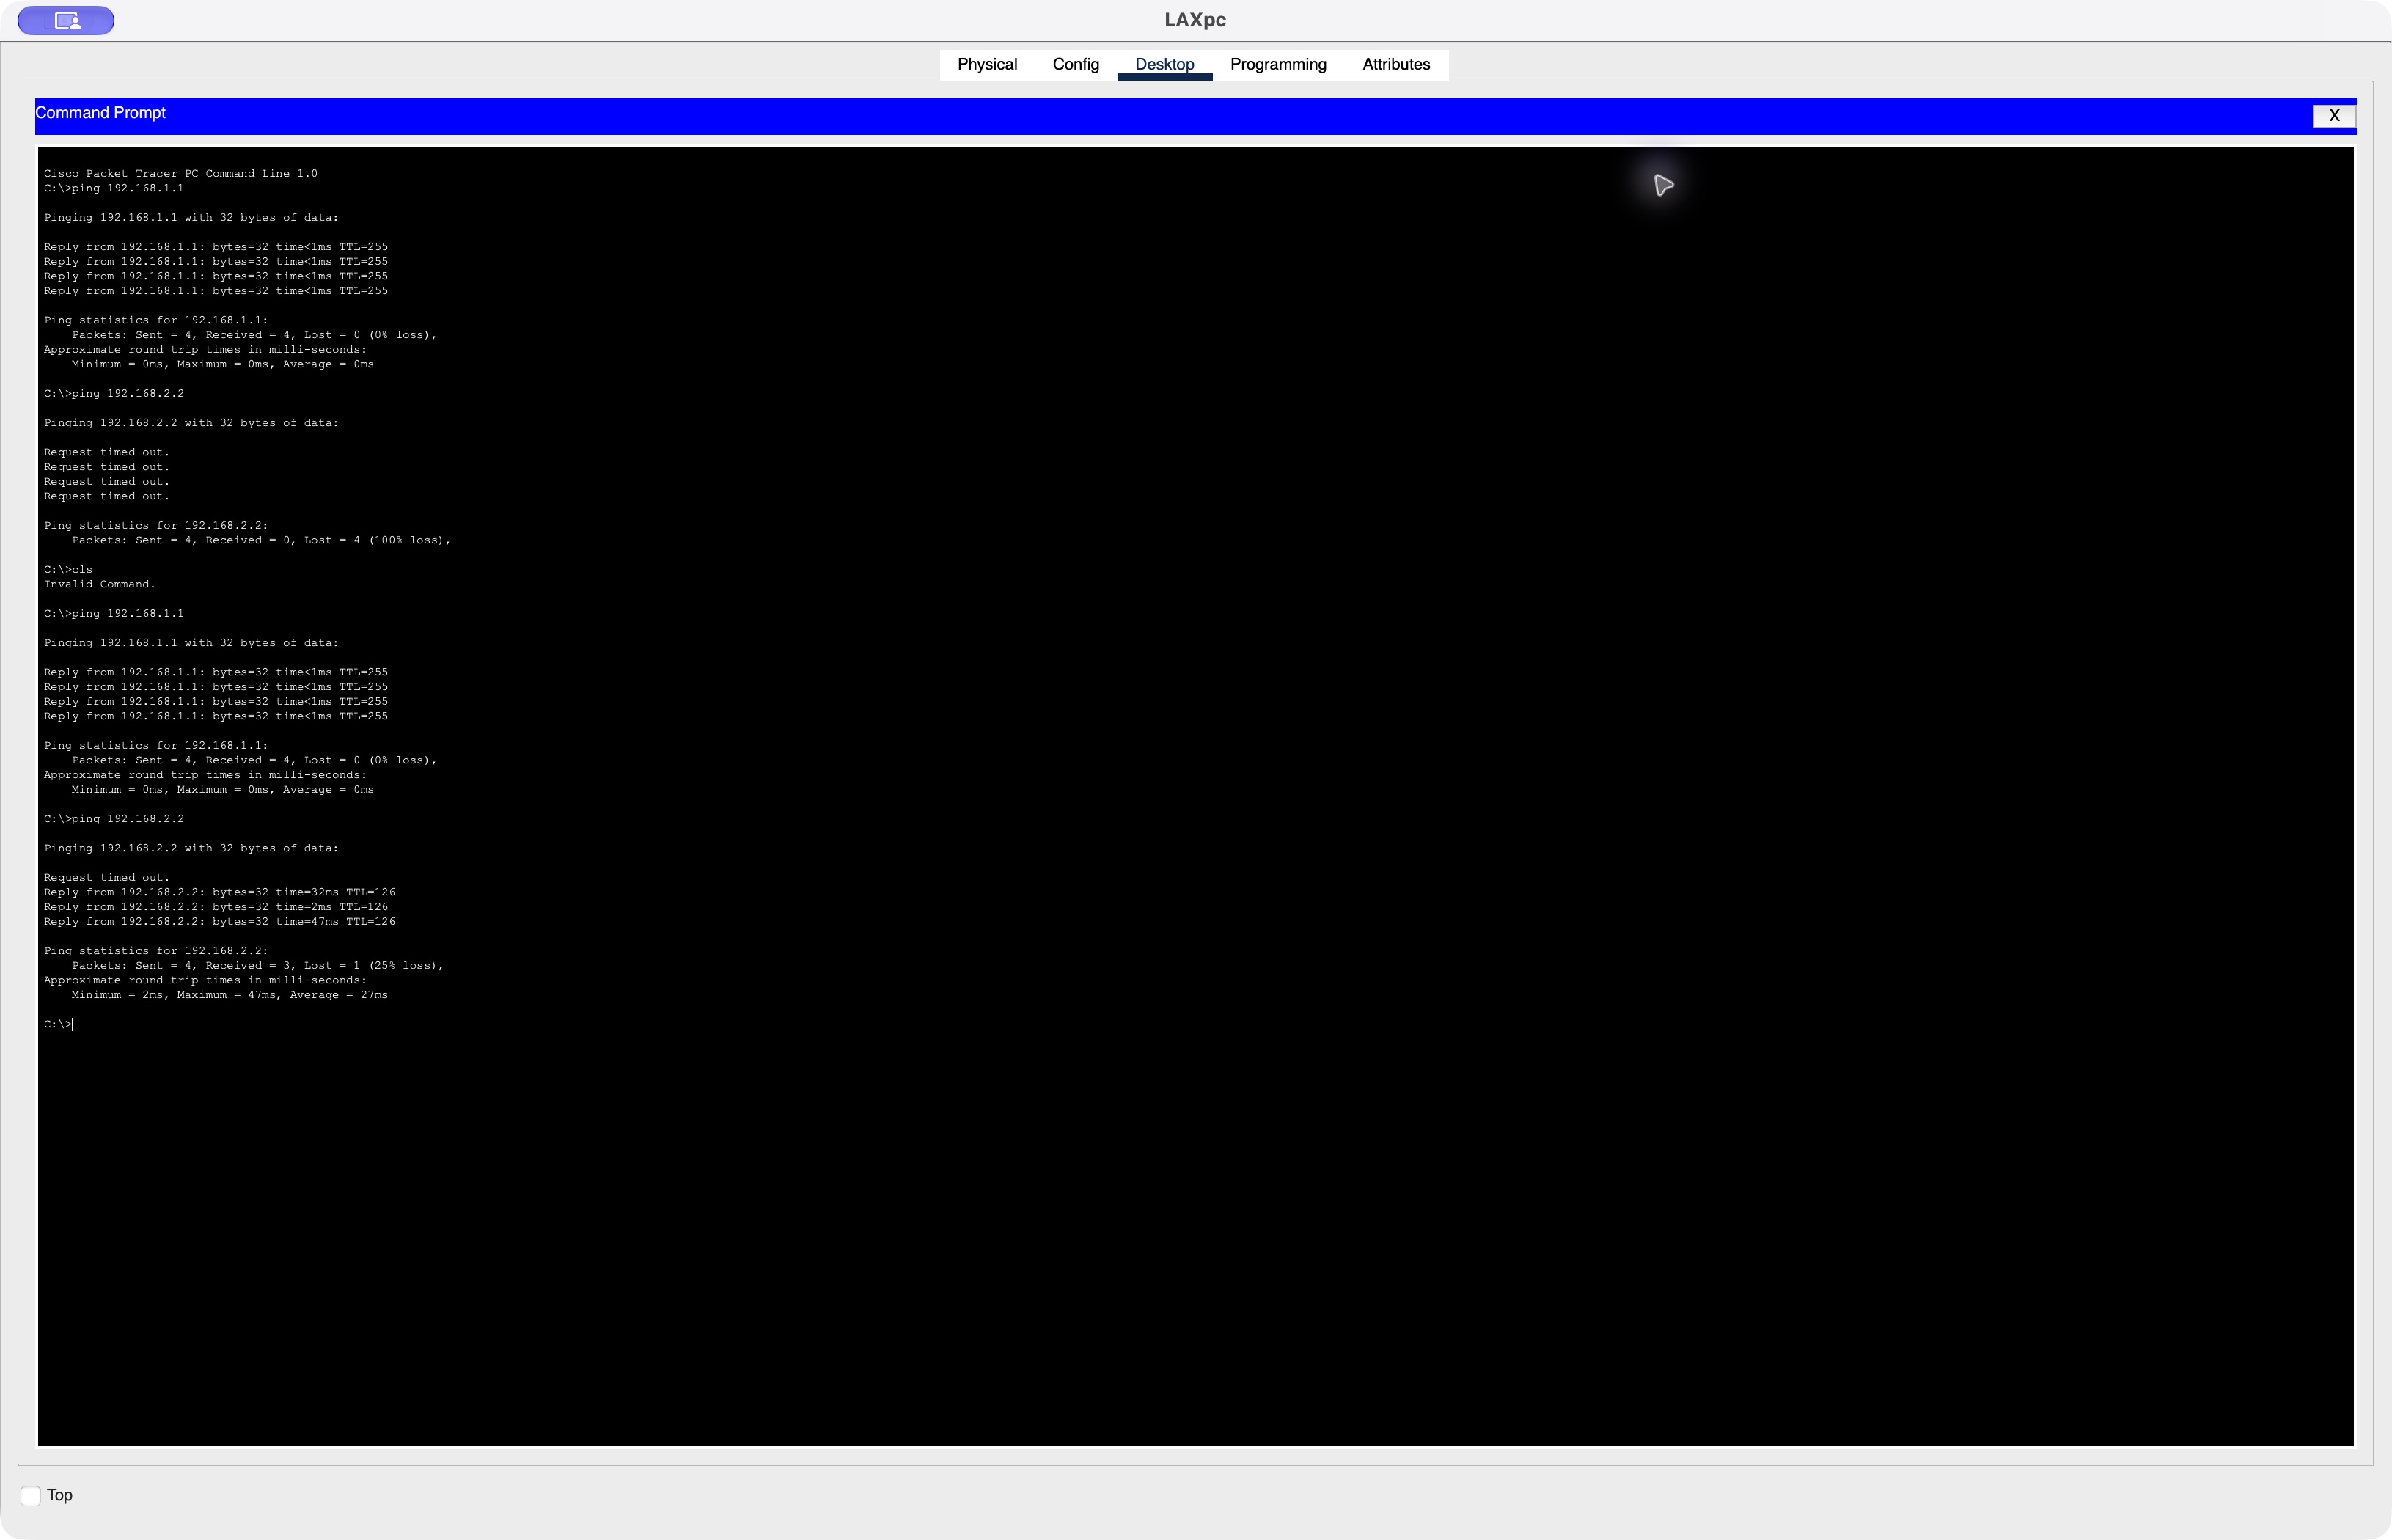 LAXpc
Physical Config Desktop Programming Attributes
Command Prompt
X
Cisco Packet Tracer PC Command Line 1.0
C:\>ping 192.168.1.1
Pinging 192.168.1.1 with 32 bytes of data:
Reply from 192.168.1.1: bytes=32 time<1ms TTL=255
Reply from 192.168.1.1: bytes=32 time<1ms TTL=255
Reply from 192.168.1.1: bytes=32 time<1ms TTL=255
Reply from 192.168.1.1: bytes=32 time<1ms TTL=255
Ping statistics for 192.168.1.1:
    Packets: Sent = 4, Received = 4, Lost = 0 (0% loss),
Approximate round trip times in milli-seconds:
    Minimum = 0ms, Maximum = 0ms, Average = 0ms
C:\>ping 192.168.2.2
Pinging 192.168.2.2 with 32 bytes of data:
Request timed out.
Request timed out.
Request timed out.
Request timed out.
Ping statistics for 192.168.2.2:
    Packets: Sent = 4, Received = 0, Lost = 4 (100% loss),
C:\>cls
Invalid Command.
C:\>ping 192.168.1.1
Pinging 192.168.1.1 with 32 bytes of data:
Reply from 192.168.1.1: bytes=32 time<1ms TTL=255
Reply from 192.168.1.1: bytes=32 time<1ms TTL=255
Reply from 192.168.1.1: bytes=32 time<1ms TTL=255
Reply from 192.168.1.1: bytes=32 time<1ms TTL=255
Ping statistics for 192.168.1.1:
    Packets: Sent = 4, Received = 4, Lost = 0 (0% loss),
Approximate round trip times in milli-seconds:
    Minimum = 0ms, Maximum = 0ms, Average = 0ms
C:\>ping 192.168.2.2
Pinging 192.168.2.2 with 32 bytes of data:
Request timed out.
Reply from 192.168.2.2: bytes=32 time=32ms TTL=126
Reply from 192.168.2.2: bytes=32 time=2ms TTL=126
Reply from 192.168.2.2: bytes=32 time=47ms TTL=126
Ping statistics for 192.168.2.2:
    Packets: Sent = 4, Received = 3, Lost = 1 (25% loss),
Approximate round trip times in milli-seconds:
    Minimum = 2ms, Maximum = 47ms, Average = 27ms
C:\>
Top